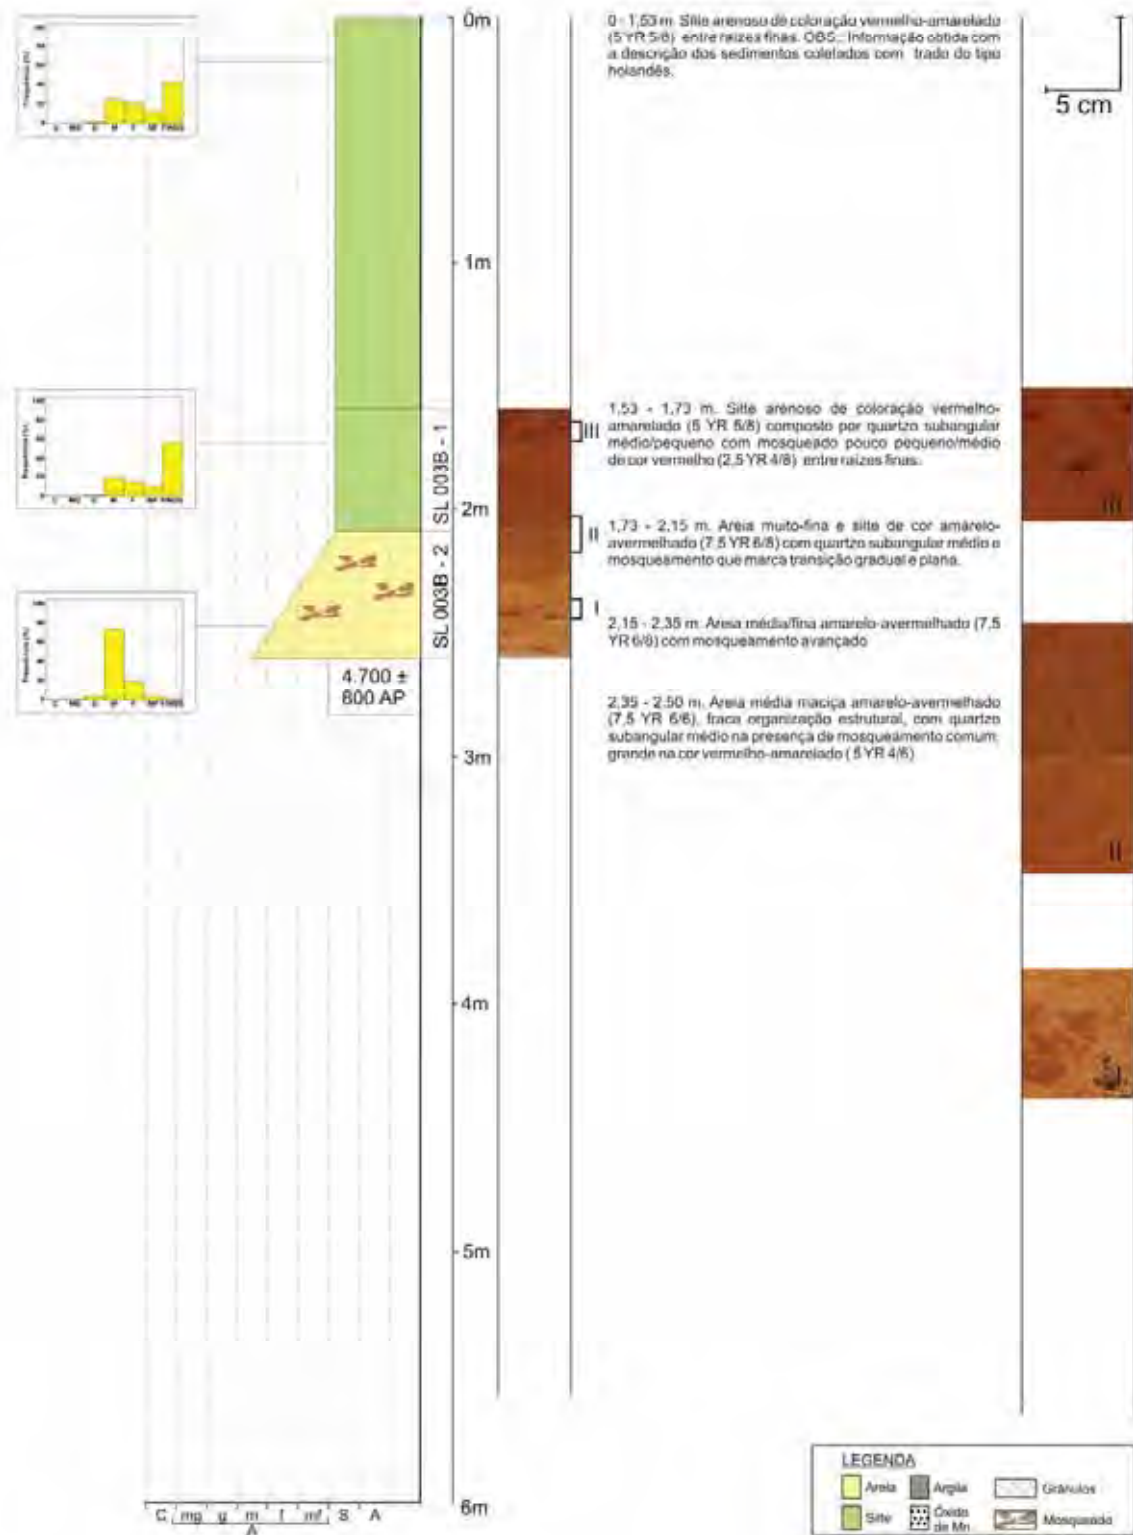 0m
0 - 1,53 m. Silte arenoso de coloração vermelho-amarelado
(5 YR 5/8) entre raízes finas. OBS.: Informação obtida com
a descrição dos sedimentos coletados com trado do tipo
holandês.
5 cm
1m
1,53 - 1,73 m. Silte arenoso de coloração vermelho-
amarelado (5 YR 5/8) composto por quartzo subangular
médio/pequeno com mosqueado pouco pequeno/médio
de cor vermelho (2,5 YR 4/8) entre raízes finas.
III
III
SL 003B - 1
2m
1,73 - 2,15 m. Areia muito-fina e silte de cor amarelo-
avermelhado (7,5 YR 6/8) com quartzo subangular médio e
mosqueamento que marca transição gradual e plana.
II
SL 003B - 2
I
2,15 - 2,35 m. Areia média/fina amarelo-avermelhado (7,5
YR 6/8) com mosqueamento avançado
4.700 ±
800 AP
2,35 - 2,50 m. Areia média maciça amarelo-avermelhado
(7,5 YR 6/6), fraca organização estrutural, com quartzo
subangular médio na presença de mosqueamento comum
grande na cor vermelho-amarelado (5 YR 4/6)
3m
II
4m
I
5m
6m
C mg g m f mf S A
A
LEGENDA
Areia Argila Grânulos
Silte Óxido de Mn Mosqueado